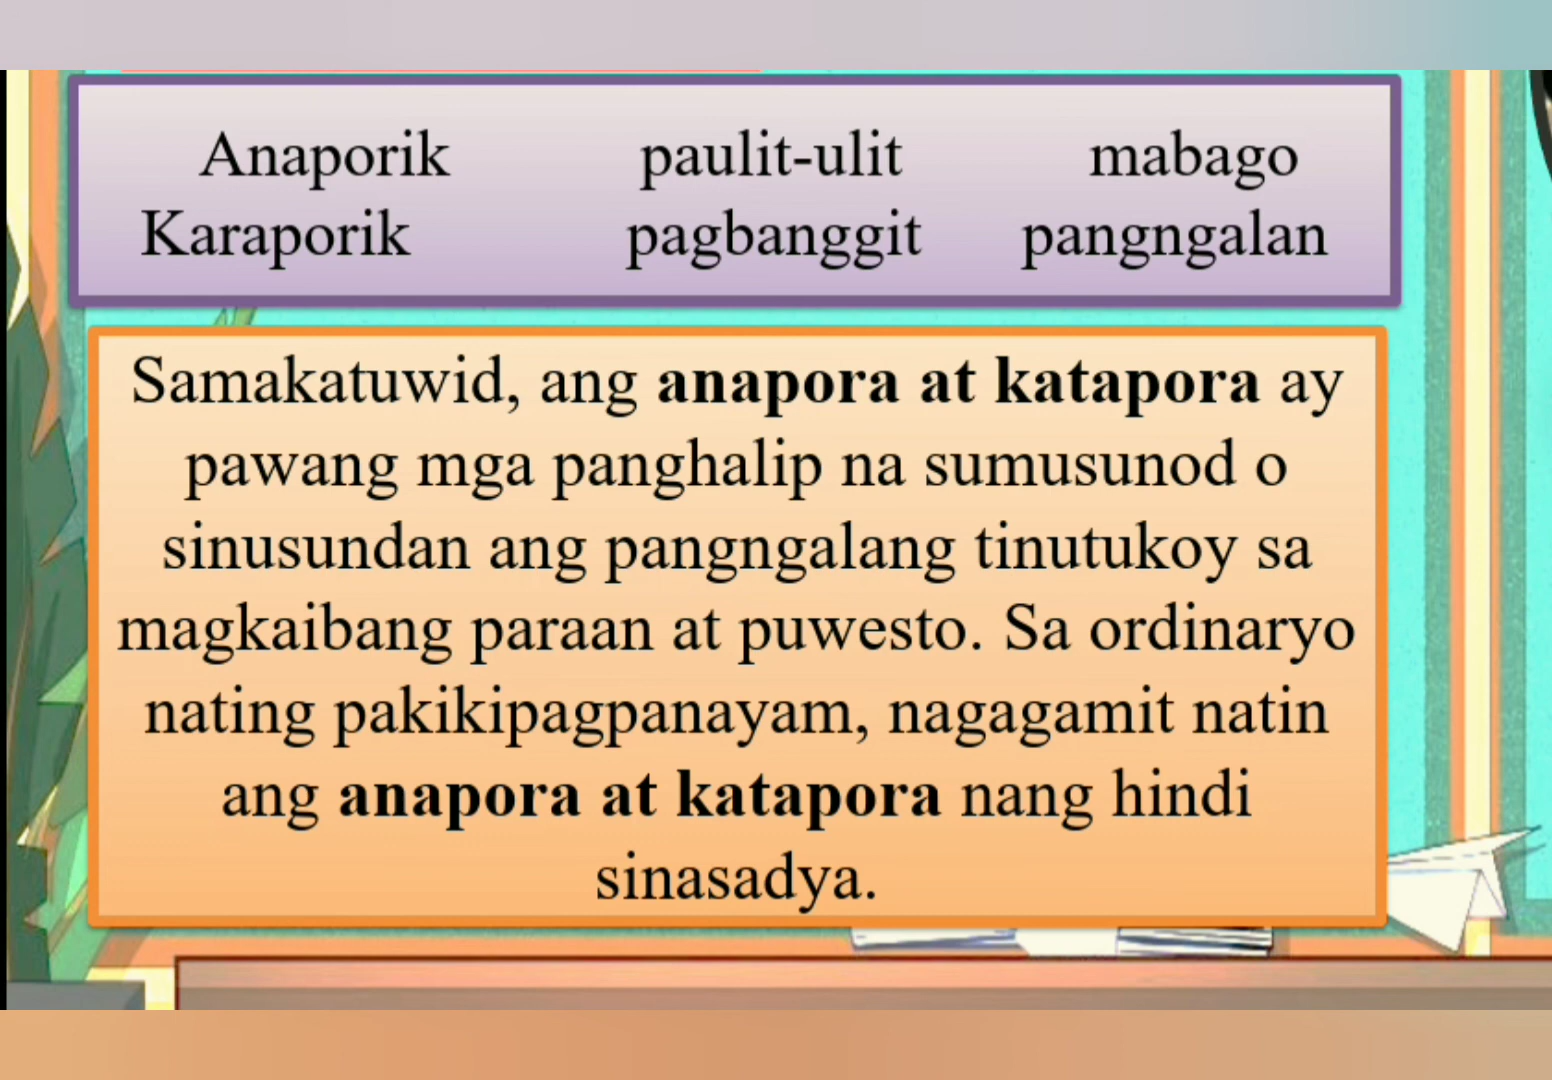 Anaporik paulit-ulit mabago
Karaporik pagbanggit pangngalan
Samakatuwid, ang anapora at katapora ay
pawang mga panghalip na sumusunod o
sinusundan ang pangngalang tinutukoy sa
magkaibang paraan at puwesto. Sa ordinaryo
nating pakikipagpanayam, nagagamit natin
ang anapora at katapora nang hindi
sinasadya.